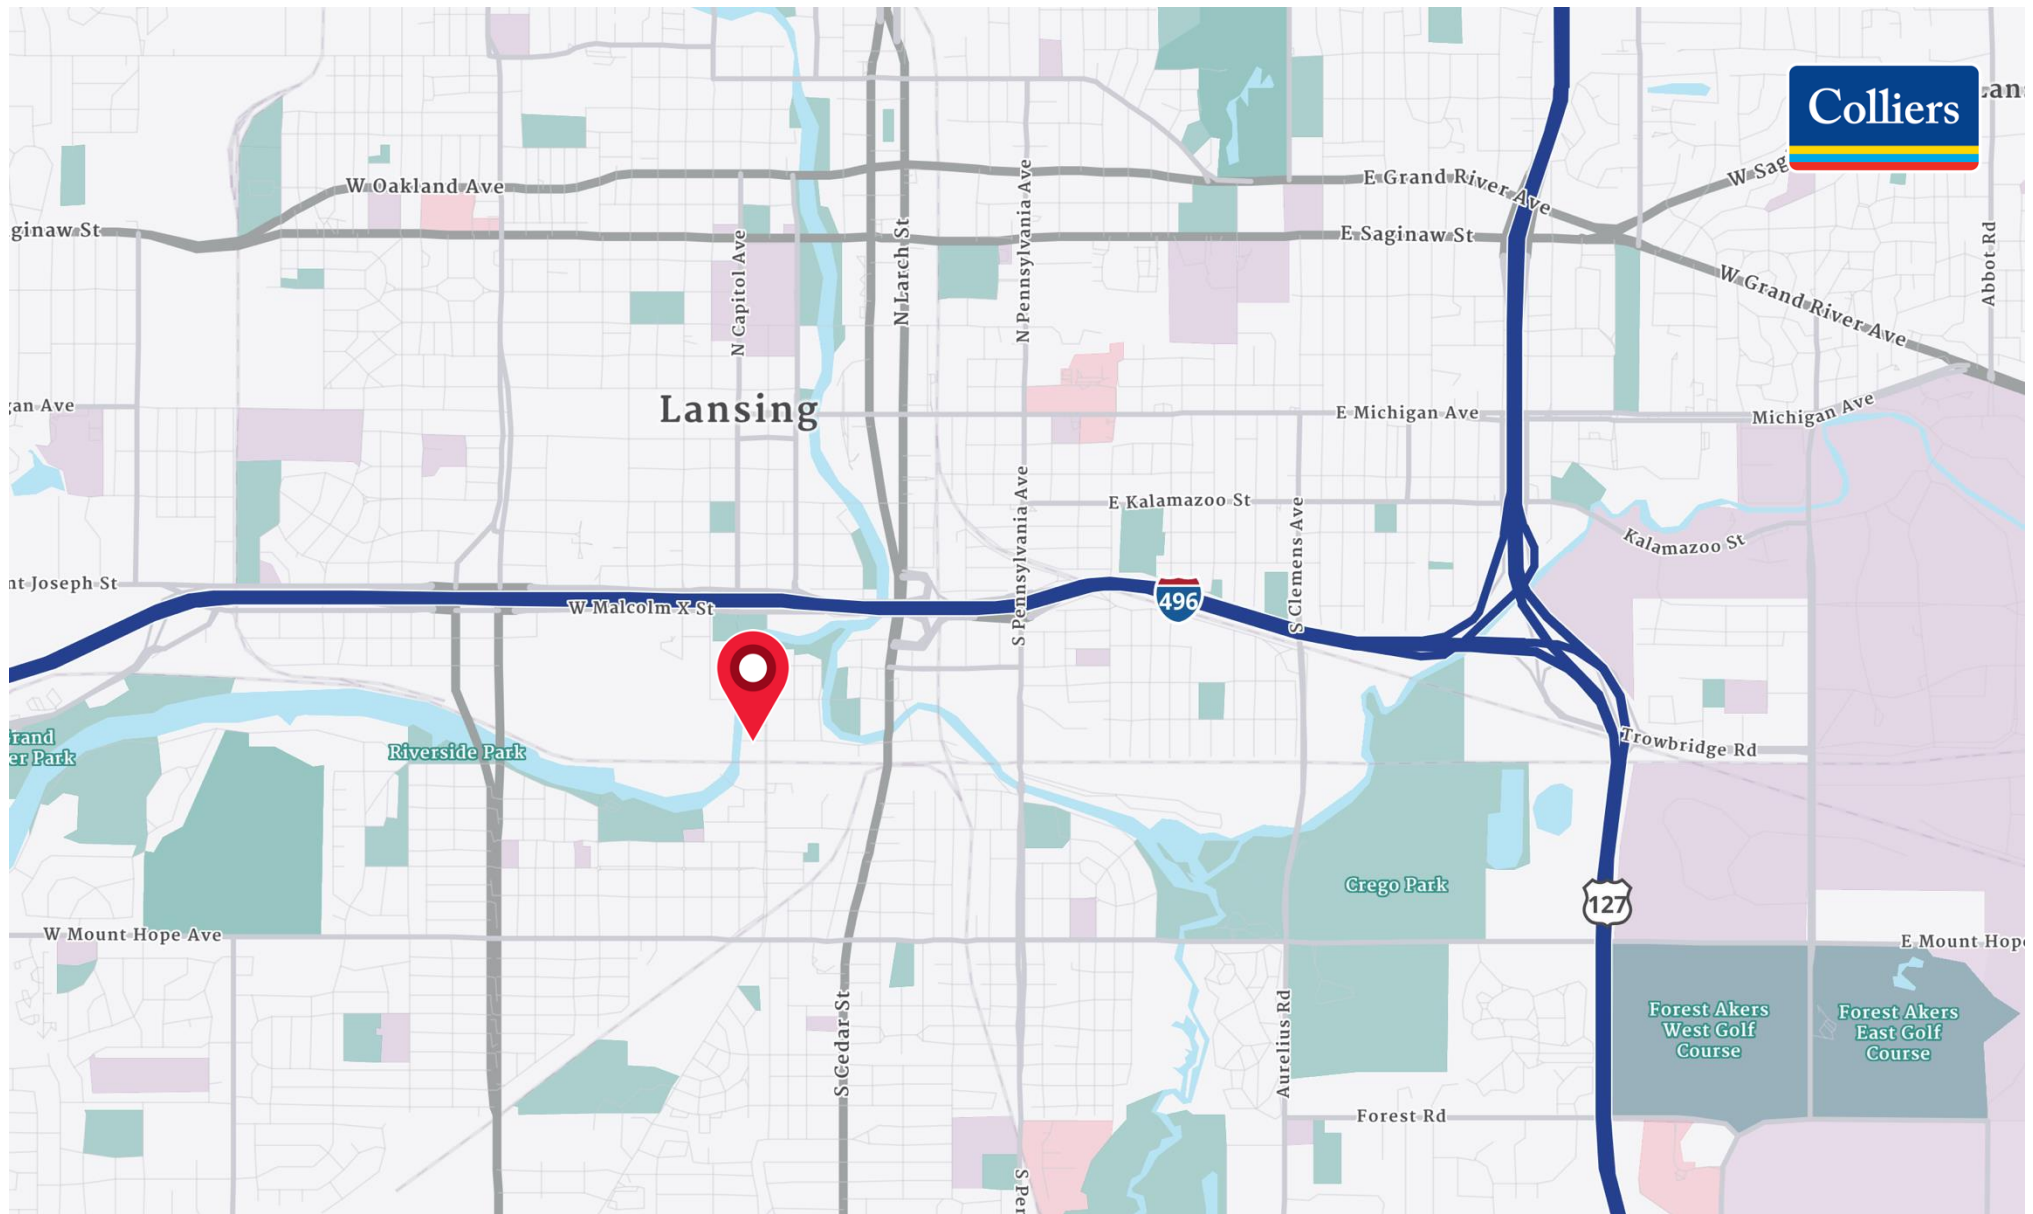 Colliers
Lan
W Sag
W Oakland Ave
E Grand River Ave
ginaw St
E Saginaw St
N Capitol Ave
N Larch St
N Pennsylvania Ave
Abbot Rd
W Grand River Ave
gan Ave
Lansing
E Michigan Ave
Michigan Ave
E Kalamazoo St
Kalamazoo St
S Pennsylvania Ave
S Clemens Ave
nt Joseph St
W Malcolm X St
496
rand
er Park
Riverside Park
Trowbridge Rd
Crego Park
127
W Mount Hope Ave
E Mount Hope
S Cedar St
Aurelius Rd
Forest Akers
West Golf
Course
Forest Akers
East Golf
Course
Forest Rd
S Per